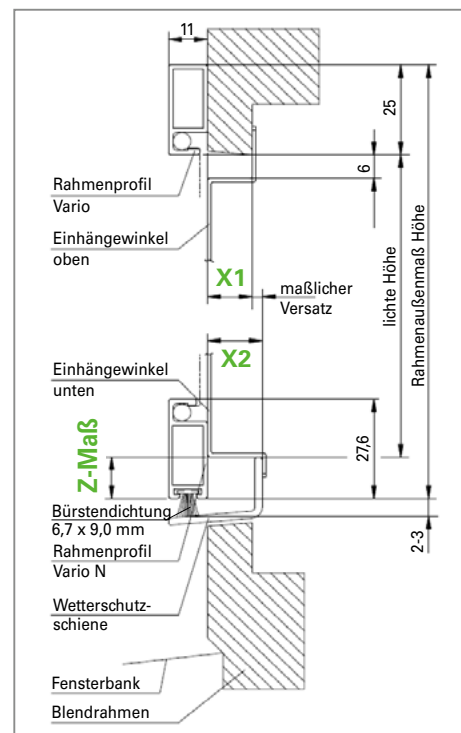 11
25
6
Rahmenprofil
Vario
Einhängewinkel
oben
X1
maßlicher
Versatz
lichte Höhe
Rahmenaußenmaß Höhe
X2
Einhängewinkel
unten
Z-Maß
27,6
Bürstendichtung
6,7 x 9,0 mm
Rahmenprofil
Vario N
2-3
Wetterschutz-
schiene
Fensterbank
Blendrahmen